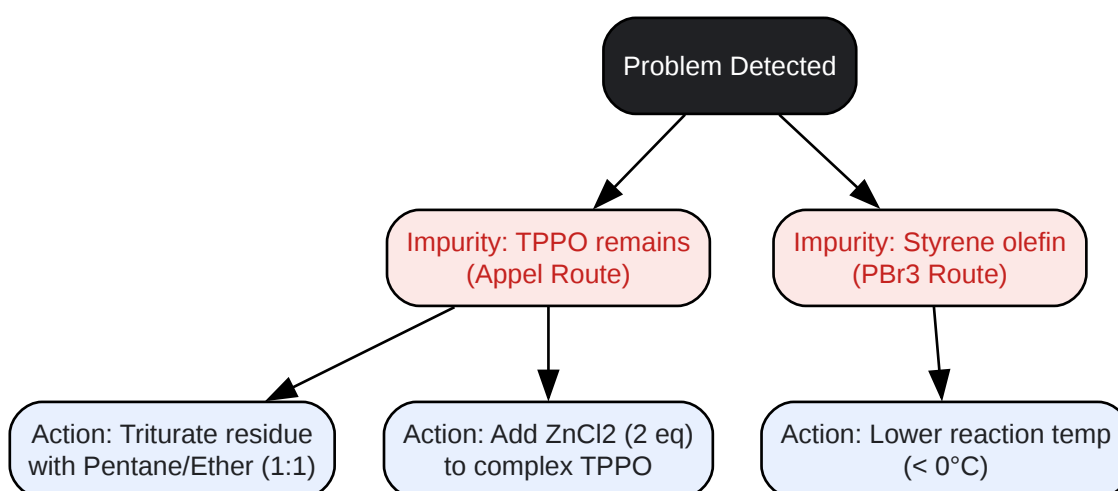 Problem Detected
Impurity: TPPO remains
(Appel Route)
Impurity: Styrene olefin
(PBr3 Route)
Action: Triturate residue
with Pentane/Ether (1:1)
Action: Add ZnCl2 (2 eq)
to complex TPPO
Action: Lower reaction temp
(< 0°C)